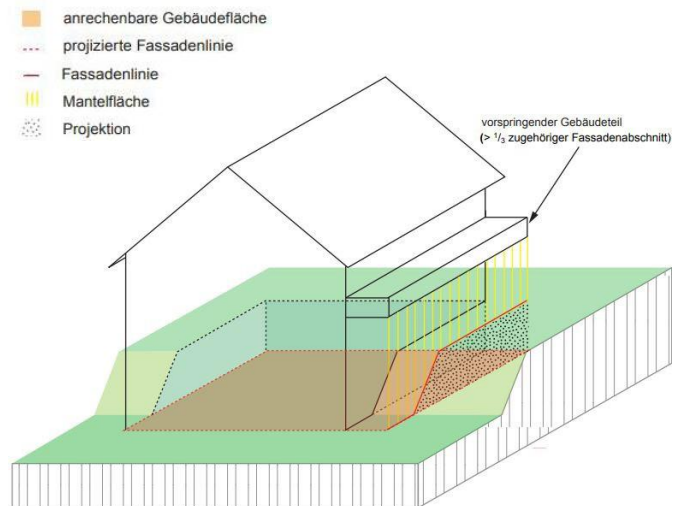 anrechenbare Gebäudefläche
projizierte Fassadenlinie
Fassadenlinie
Mantelfläche
Projektion
vorspringender Gebäudeteil
(> 1/3 zugehöriger Fassadenabschnitt)